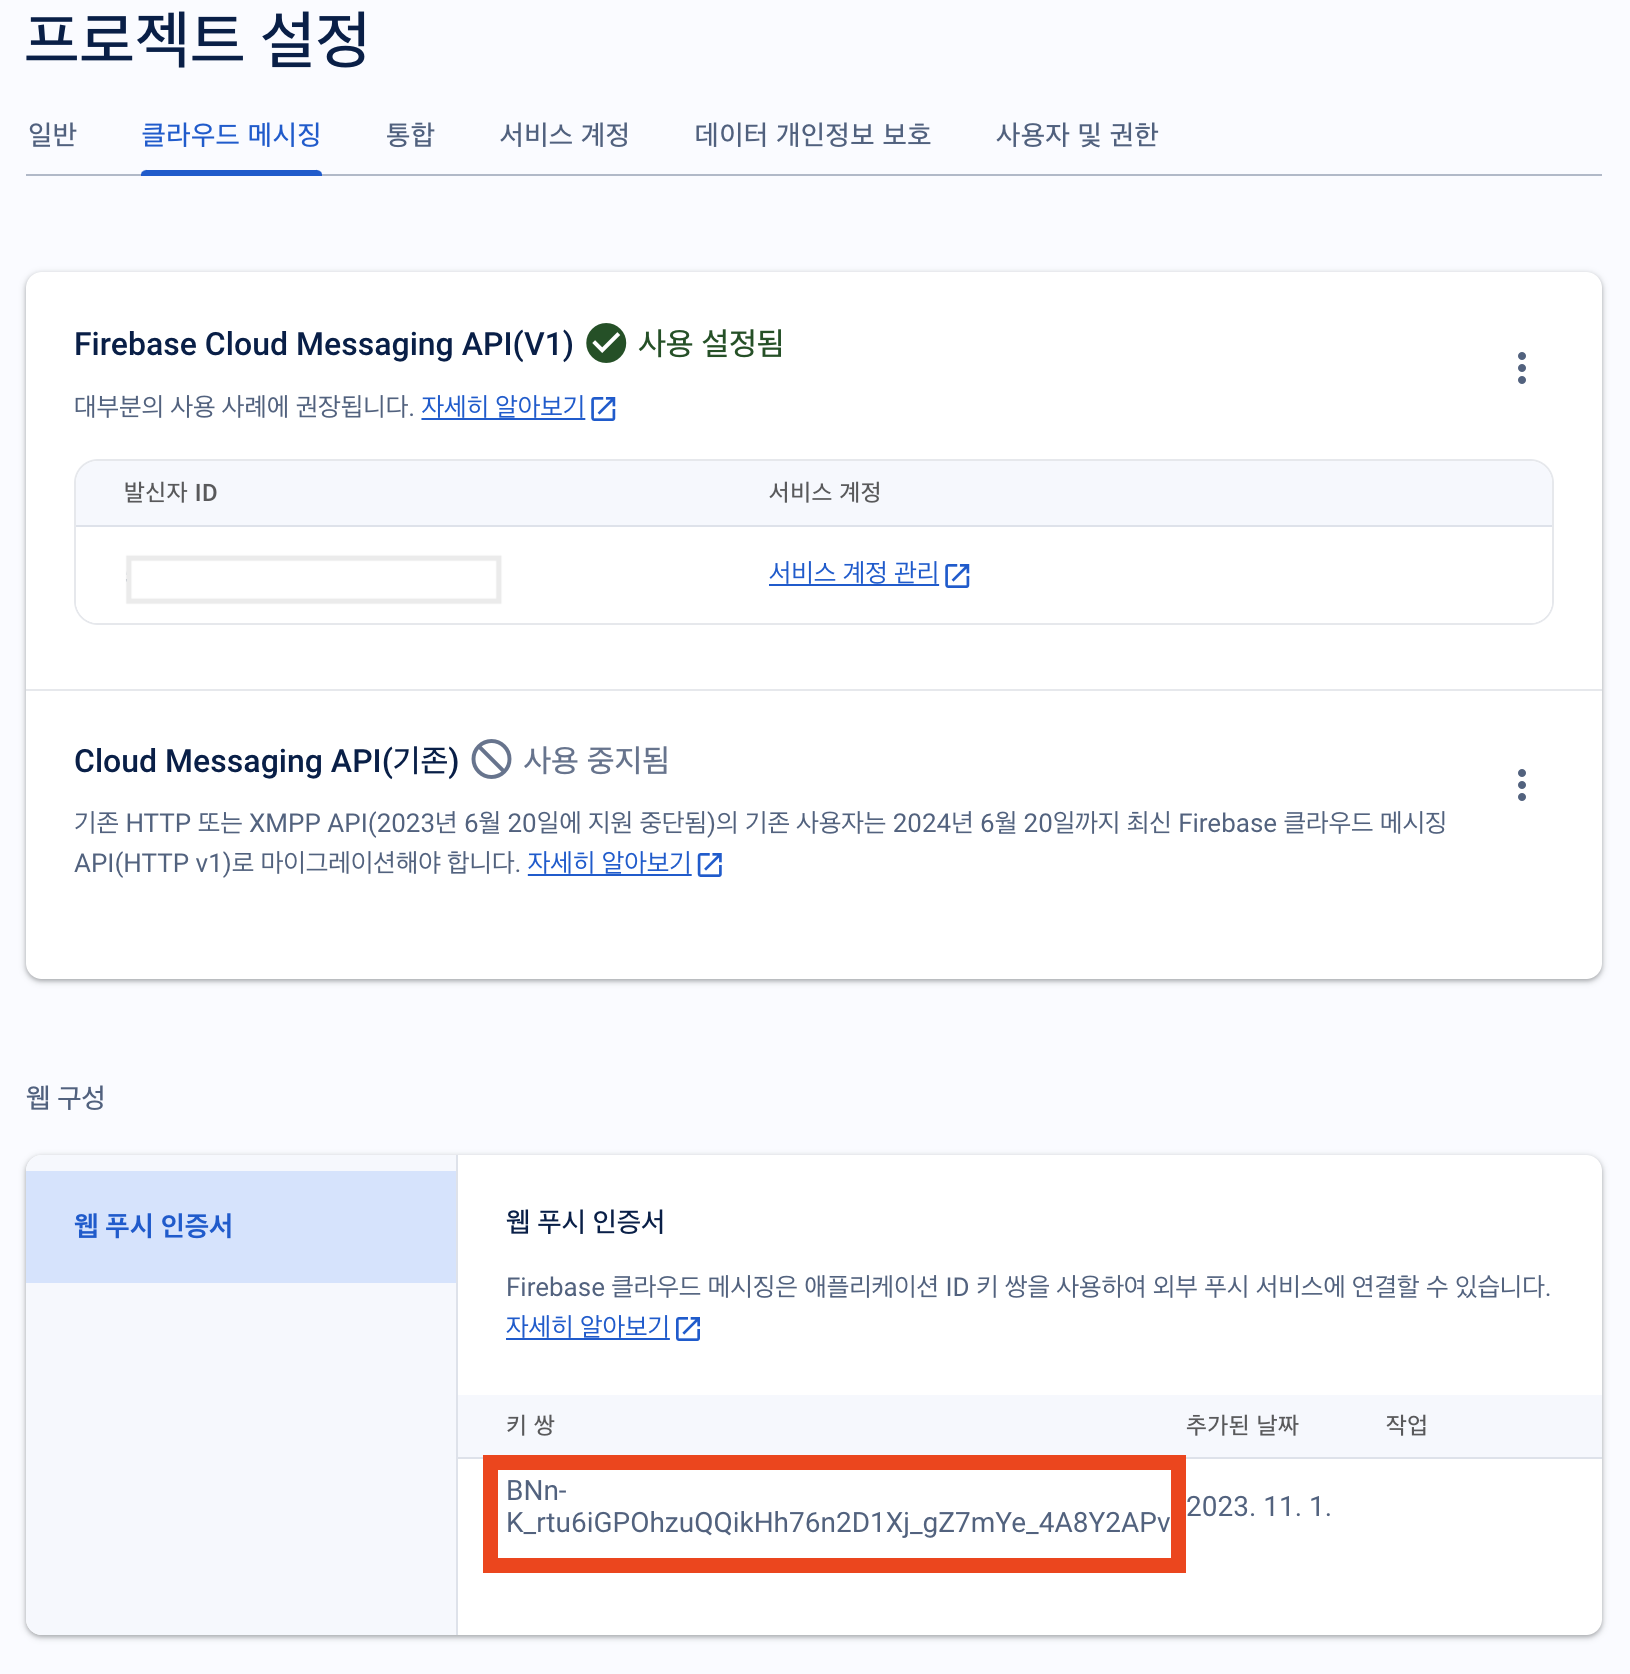 프로젝트 설정
일반 클라우드 메시징 통합 서비스 계정 데이터 개인정보 보호 사용자 및 권한
Firebase Cloud Messaging API(V1) 사용 설정됨
대부분의 사용 사례에 권장됩니다. 자세히 알아보기
발신자 ID 서비스 계정
서비스 계정 관리
Cloud Messaging API(기존) 사용 중지됨
기존 HTTP 또는 XMPP API(2023년 6월 20일에 지원 중단됨)의 기존 사용자는 2024년 6월 20일까지 최신 Firebase 클라우드 메시징
API(HTTP v1)로 마이그레이션해야 합니다. 자세히 알아보기
웹 구성
웹 푸시 인증서
웹 푸시 인증서
Firebase 클라우드 메시징은 애플리케이션 ID 키 쌍을 사용하여 외부 푸시 서비스에 연결할 수 있습니다.
자세히 알아보기
키 쌍 추가된 날짜 작업
BNn-
K_rtu6iGPOhzuQQikHh76n2D1Xj_gZ7mYe_4A8Y2APv
2023. 11. 1.